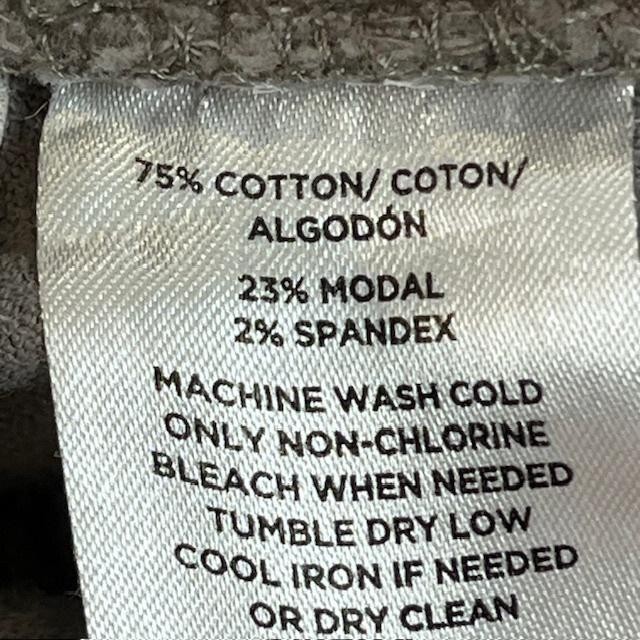 75% COTTON/ COTON/
ALGODÓN
23% MODAL
2% SPANDEX
MACHINE WASH COLD
ONLY NON-CHLORINE
BLEACH WHEN NEEDED
TUMBLE DRY LOW
COOL IRON IF NEEDED
OR DRY CLEAN